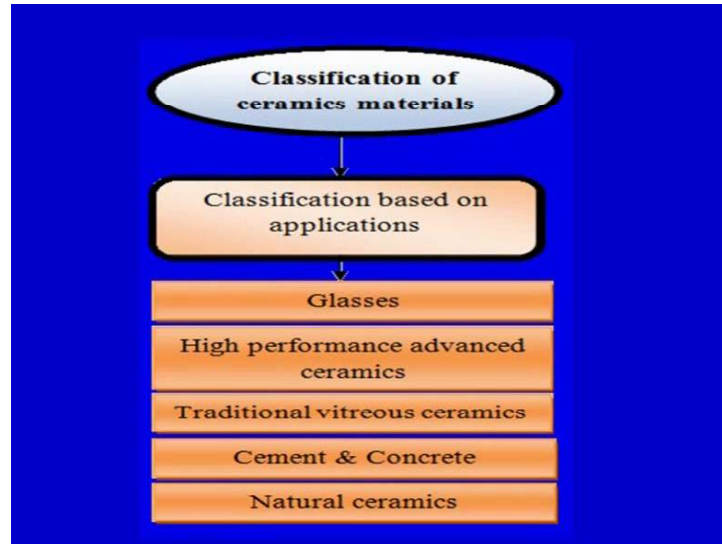 Classification of
ceramics materials
Classification based on
applications
Glasses
High performance advanced
ceramics
Traditional vitreous ceramics
Cement & Concrete
Natural ceramics